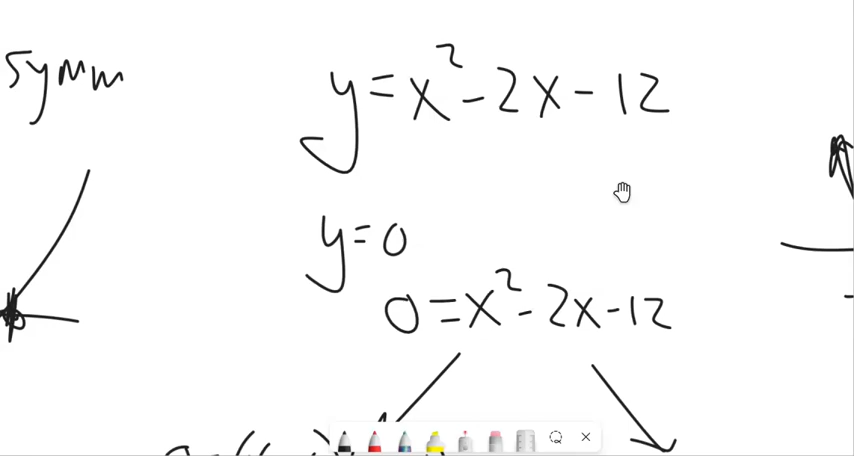 symm
y = x² - 2x - 12
y = 0
0 = x² - 2x - 12